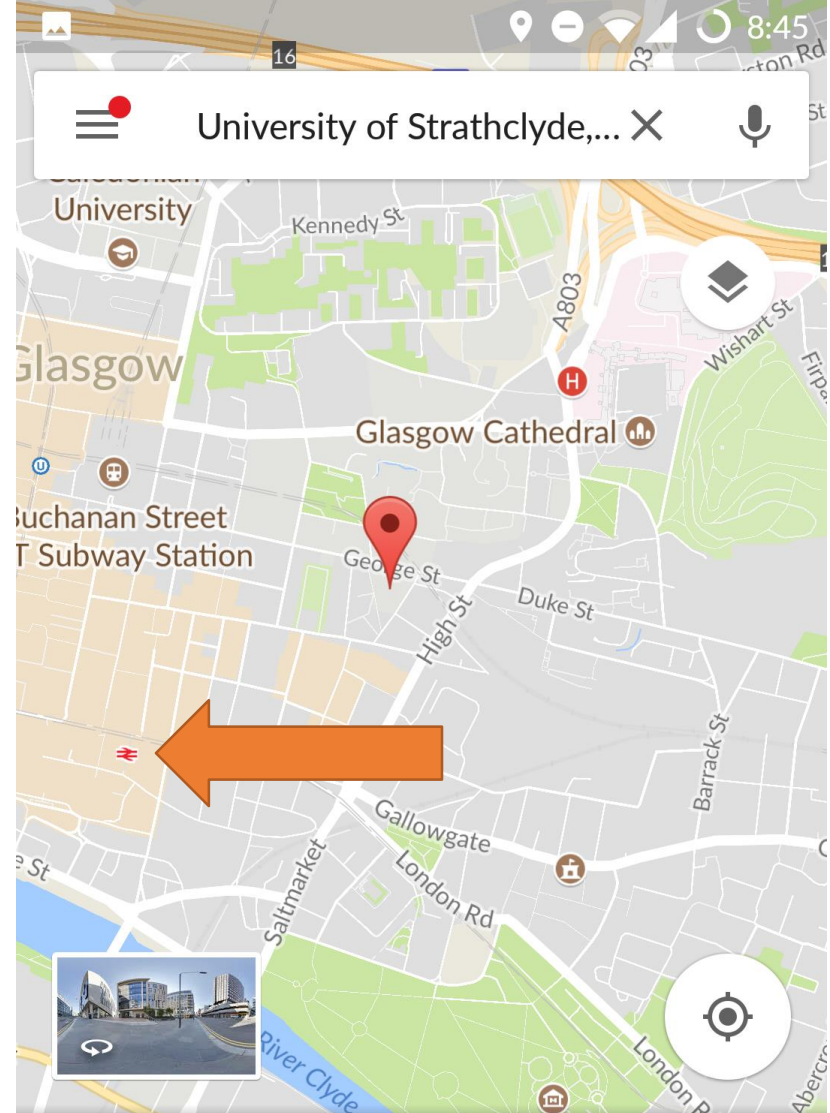 8:45
16
University of Strathclyde,...
University
Kennedy St
A803
Wishart St
Glasgow
H
Glasgow Cathedral
U
Buchanan Street
T Subway Station
George St
Duke St
High St
Barrack St
Gallowgate
London Rd
Saltmarket
e St
River Clyde
London R